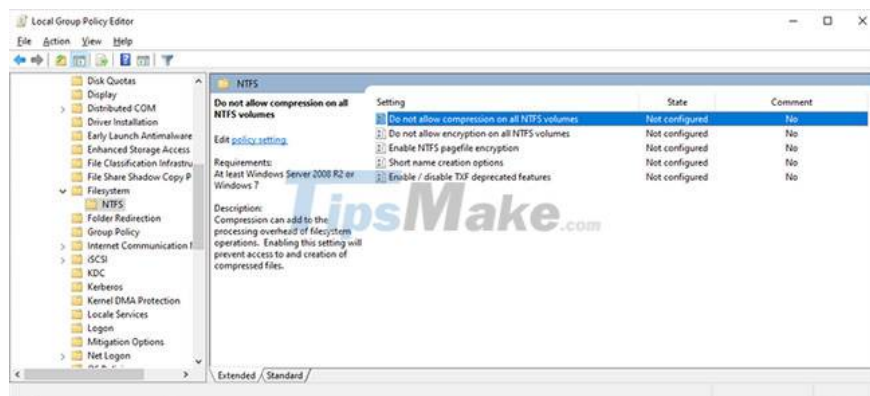 Local Group Policy Editor
File Action View Help
Disk Quotas
Display
Distributed COM
Driver Installation
Early Launch Antimalware
Enhanced Storage Access
File Classification Infrastru
File Share Shadow Copy P
Filesystem
NTFS
Folder Redirection
Group Policy
Internet Communication
iSCSI
KDC
Kerberos
Kernel DMA Protection
Locale Services
Logon
Mitigation Options
Net Logon
NTFS
Do not allow compression on all
NTFS volumes
Edit policy setting
Requirements:
At least Windows Server 2008 R2 or
Windows 7
Description:
Compression can add to the
processing overhead of filesystem
operations. Enabling this setting will
prevent access to and creation of
compressed files.
Setting State Comment
Do not allow compression on all NTFS volumes Not configured No
Do not allow encryption on all NTFS volumes Not configured No
Enable NTFS pagefile encryption Not configured No
Short name creation options Not configured No
Enable / disable TXF deprecated features Not configured No
TipsMake.com
Extended Standard